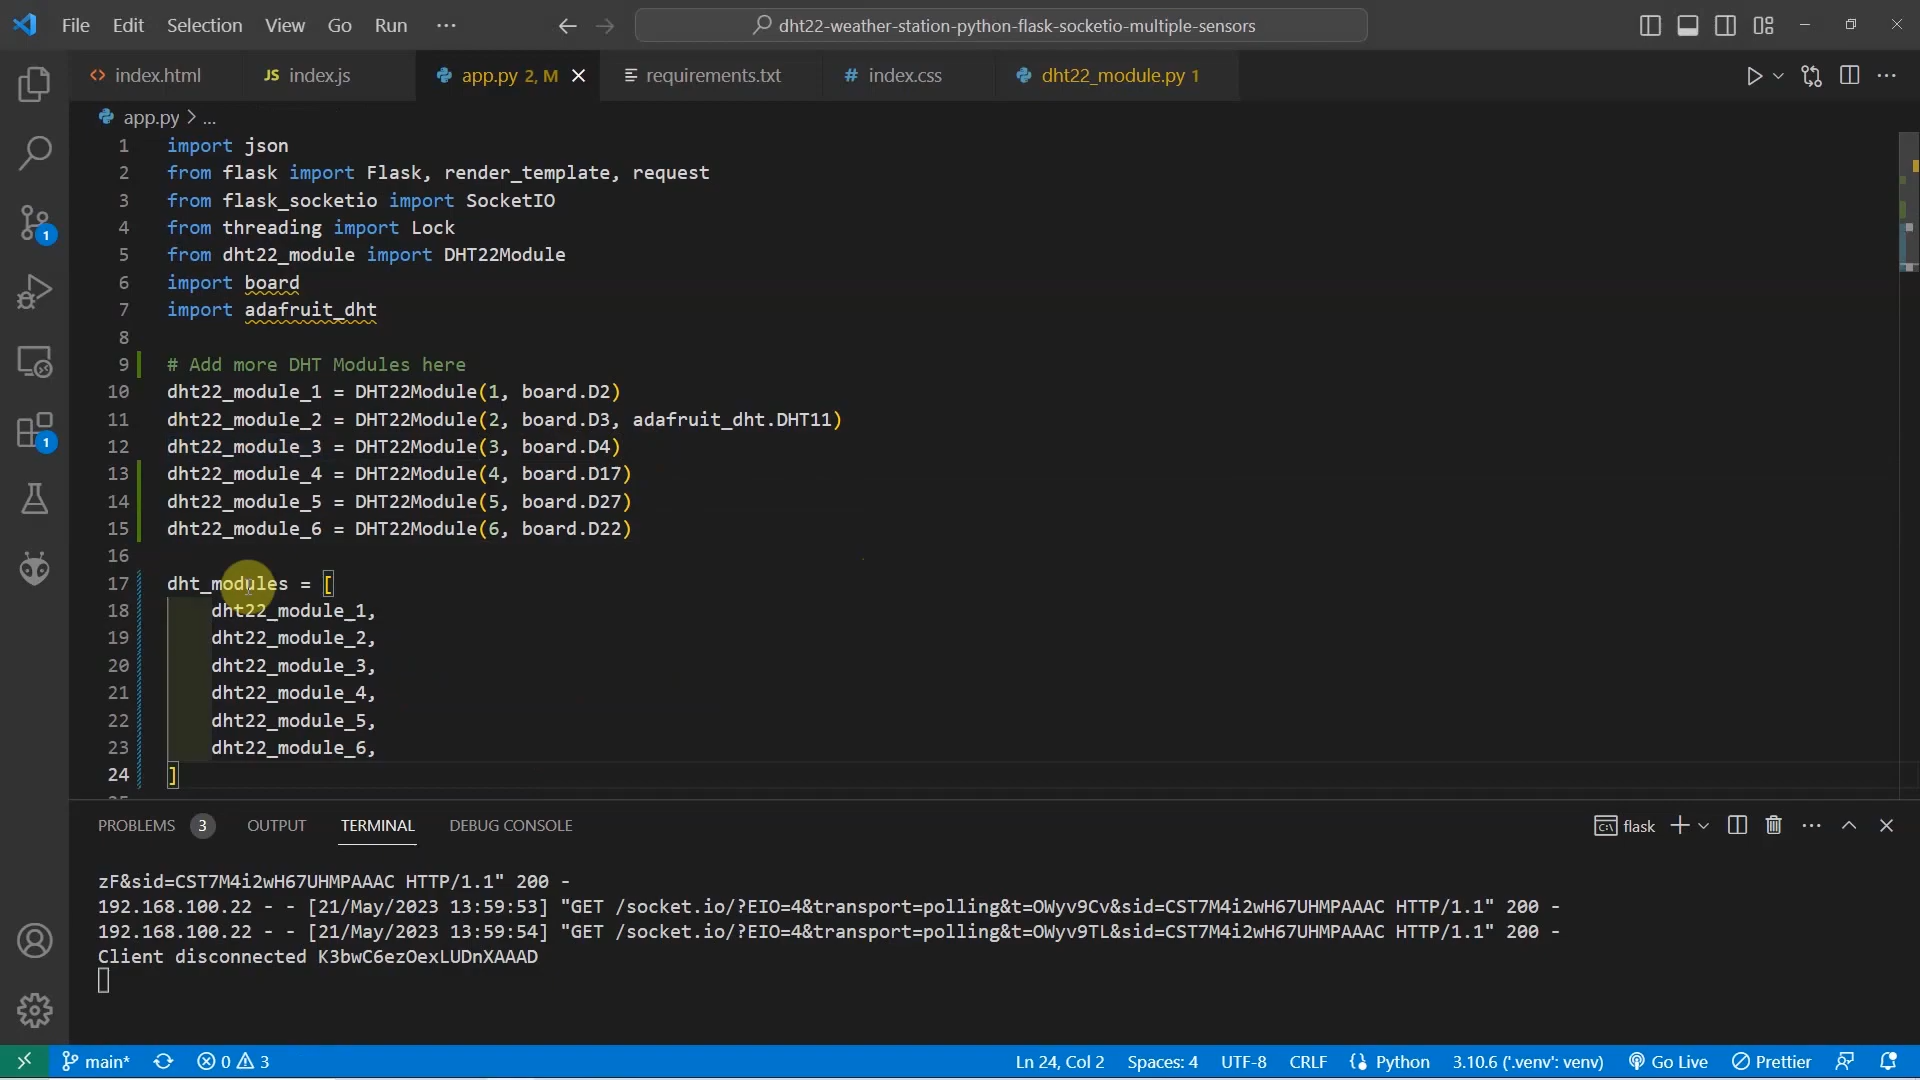 File Edit Selection View Go Run ··· dht22-weather-station-python-flask-socketio-multiple-sensors
index.html JS index.js app.py 2, M requirements.txt # index.css dht22_module.py 1
app.py > ...
1 import json
2 from flask import Flask, render_template, request
3 from flask_socketio import SocketIO
4 from threading import Lock
5 from dht22_module import DHT22Module
6 import board
7 import adafruit_dht
8
9 # Add more DHT Modules here
10 dht22_module_1 = DHT22Module(1, board.D2)
11 dht22_module_2 = DHT22Module(2, board.D3, adafruit_dht.DHT11)
12 dht22_module_3 = DHT22Module(3, board.D4)
13 dht22_module_4 = DHT22Module(4, board.D17)
14 dht22_module_5 = DHT22Module(5, board.D27)
15 dht22_module_6 = DHT22Module(6, board.D22)
16
17 dht_modules = [
18 dht22_module_1,
19 dht22_module_2,
20 dht22_module_3,
21 dht22_module_4,
22 dht22_module_5,
23 dht22_module_6,
24 ]
1
1
PROBLEMS 3 OUTPUT TERMINAL DEBUG CONSOLE flask
zF&sid=CST7M4i2wH67UHMPAAAC HTTP/1.1" 200 -
192.168.100.22 - - [21/May/2023 13:59:53] "GET /socket.io/?EIO=4&transport=polling&t=OWyv9Cv&sid=CST7M4i2wH67UHMPAAAC HTTP/1.1" 200 -
192.168.100.22 - - [21/May/2023 13:59:54] "GET /socket.io/?EIO=4&transport=polling&t=OWyv9TL&sid=CST7M4i2wH67UHMPAAAC HTTP/1.1" 200 -
Client disconnected K3bwC6ezOexLUDnXAAAD
main* 0 3 Ln 24, Col 2 Spaces: 4 UTF-8 CRLF Python 3.10.6 ('.venv': venv) Go Live Prettier